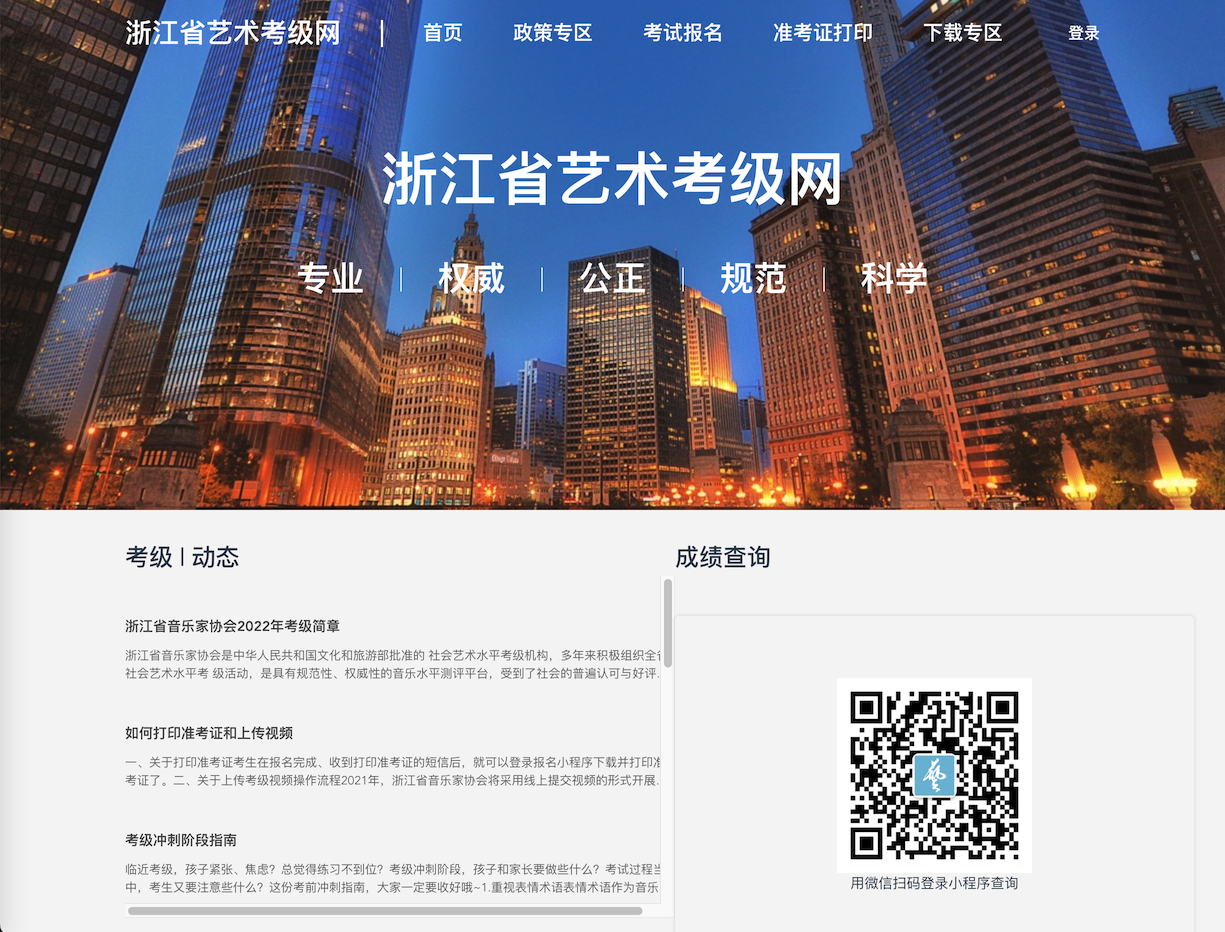 浙江省艺术考级网 | 首页 政策专区 考试报名 准考证打印 下载专区 登录
浙江省艺术考级网
专业 | 权威 | 公正 | 规范 | 科学
考级 | 动态
浙江省音乐家协会2022年考级简章
浙江省音乐家协会是中华人民共和国文化和旅游部批准的 社会艺术水平考级机构，多年来积极组织全
社会艺术水平考 级活动，是具有规范性、权威性的音乐水平测评平台，受到了社会的普遍认可与好评.
如何打印准考证和上传视频
一、关于打印准考证考生在报名完成、收到打印准考证的短信后，就可以登录报名小程序下载并打印准
考证了。二、关于上传考级视频操作流程2021年，浙江省音乐家协会将采用线上提交视频的形式开展.
考级冲刺阶段指南
临近考级，孩子紧张、焦虑？总觉得练习不到位？考级冲刺阶段，孩子和家长要做些什么？考试过程当
中，考生又要注意些什么？这份考前冲刺指南，大家一定要收好哦~1.重视表情术语表情术语作为音乐
成绩查询
藝
用微信扫码登录小程序查询